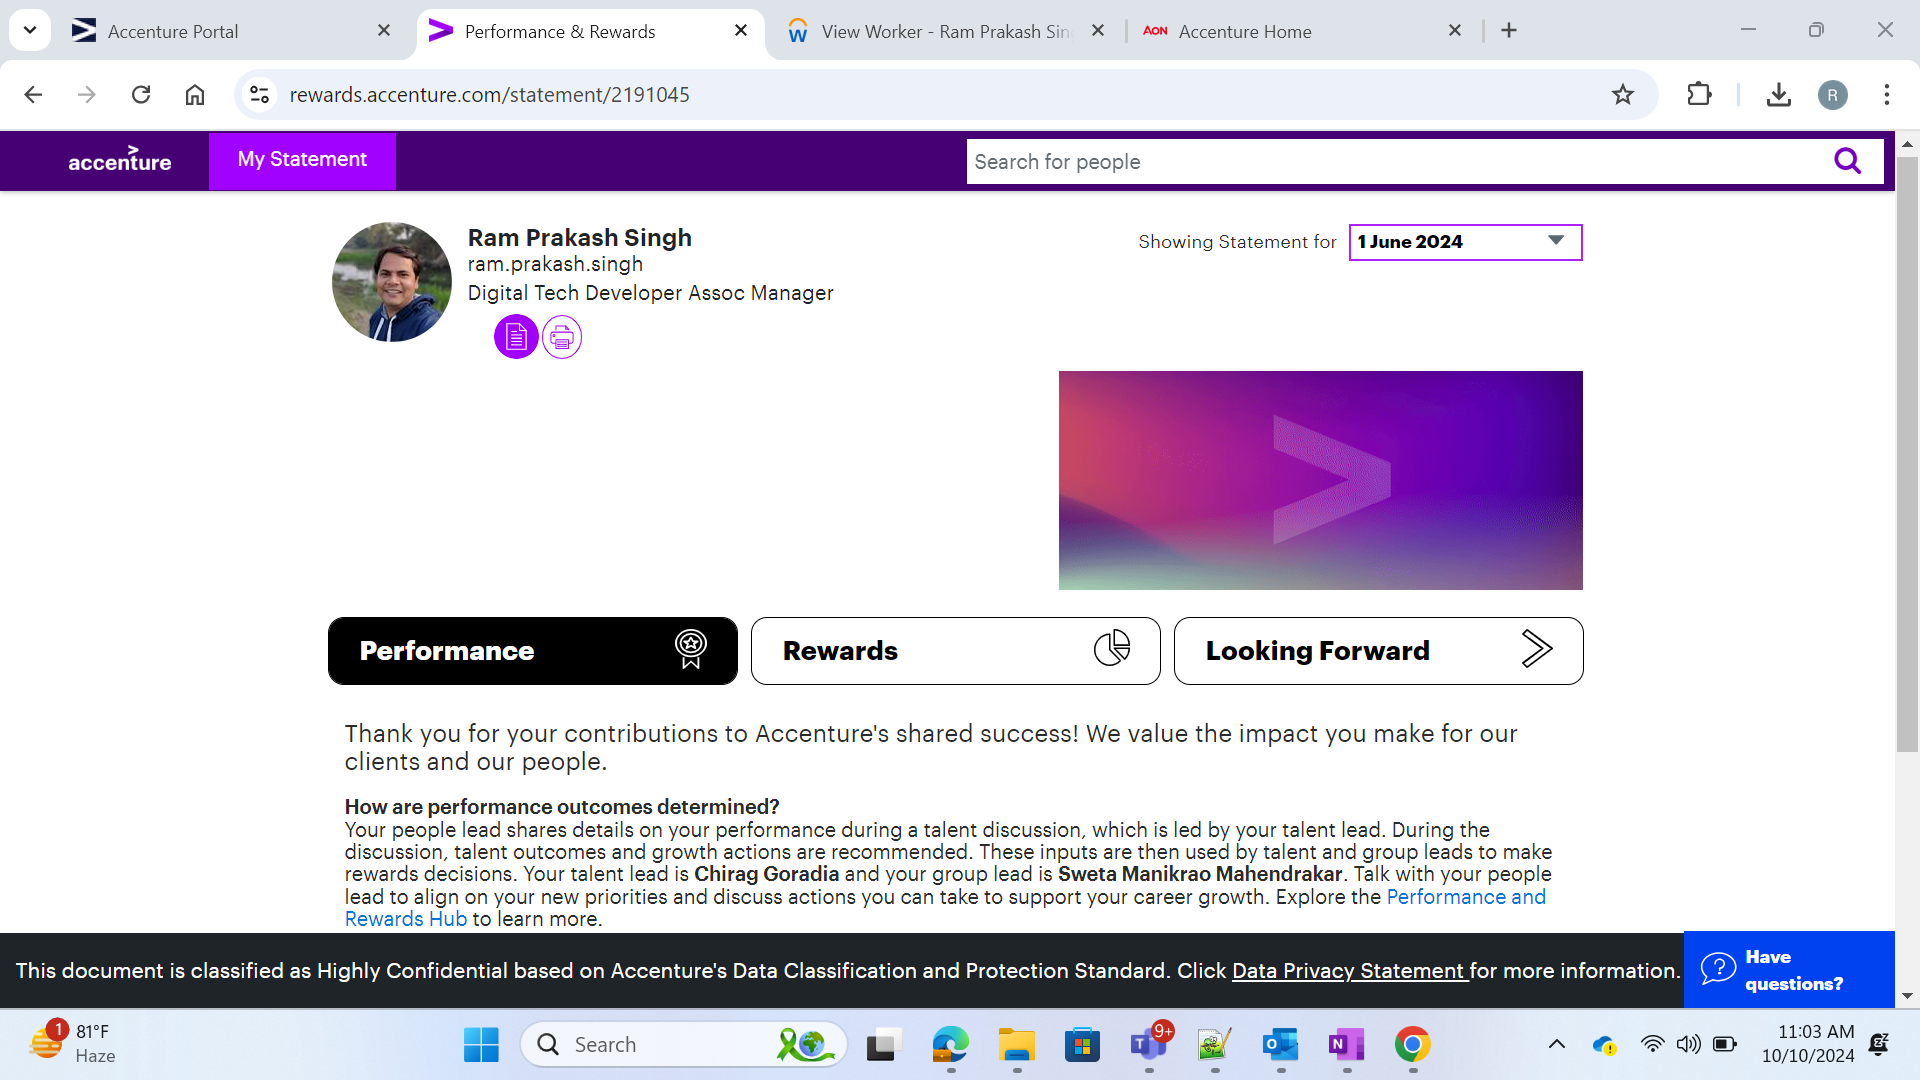 Accenture Portal
Performance & Rewards
View Worker - Ram Prakash Sin
AON
Accenture Home
rewards.accenture.com/statement/2191045
R
accenture
My Statement
Search for people
Ram Prakash Singh
ram.prakash.singh
Digital Tech Developer Assoc Manager
Showing Statement for
1 June 2024
Performance
Rewards
Looking Forward
Thank you for your contributions to Accenture's shared success! We value the impact you make for our
clients and our people.
How are performance outcomes determined?
Your people lead shares details on your performance during a talent discussion, which is led by your talent lead. During the
discussion, talent outcomes and growth actions are recommended. These inputs are then used by talent and group leads to make
rewards decisions. Your talent lead is Chirag Goradia and your group lead is Sweta Manikrao Mahendrakar. Talk with your people
lead to align on your new priorities and discuss actions you can take to support your career growth. Explore the Performance and
Rewards Hub to learn more.
This document is classified as Highly Confidential based on Accenture's Data Classification and Protection Standard. Click Data Privacy Statement for more information.
Have
questions?
1
81°F
Haze
Search
9+
11:03 AM
10/10/2024